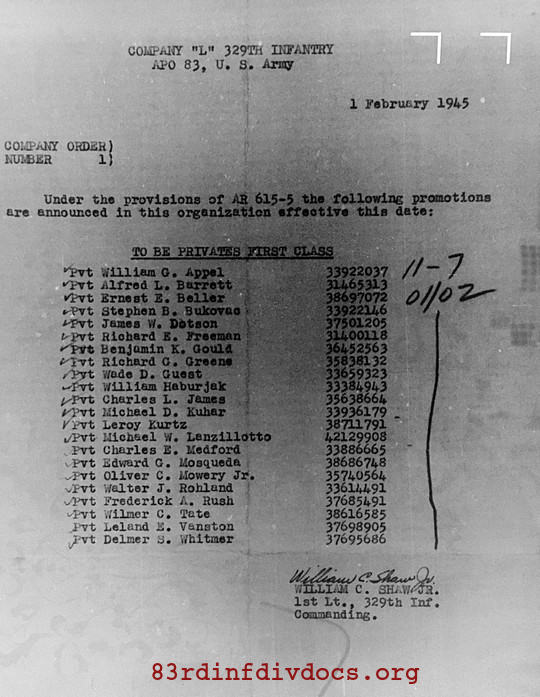 COMPANY "L" 329TH INFANTRY
APO 83, U. S. Army
1 February 1945
COMPANY ORDER)
NUMBER 1)
Under the provisions of AR 615-5 the following promotions
are announced in this organization effective this date:
TO BE PRIVATES FIRST CLASS
Pvt William G. Appel 33922037
Pvt Alfred L. Barrett 31465313
Pvt Ernest E. Beller 38697072
Pvt Stephen B. Bukovac 33922146
Pvt James W. Dotson 37501205
Pvt Richard E. Freeman 31400118
Pvt Benjamin K. Gould 36452563
Pvt Richard G. Greene 35838132
Pvt Wade D. Guest 33659323
Pvt William Haburjak 33384943
Pvt Charles L. James 35638664
Pvt Michael D. Kuhar 33936179
Pvt Leroy Kurtz 38711791
Pvt Michael W. Lanzillotto 42129908
Pvt Charles E. Medford 33886665
Pvt Edward G. Mosqueda 38686748
Pvt Oliver C. Mowery Jr. 35740564
Pvt Walter J. Rohland 33614491
Pvt Frederick A. Rush 37685491
Pvt Wilmer C. Tate 38616585
Pvt Leland E. Vanston 37698905
Pvt Delmer S. Whitmer 37695686
11-7
01102
William C. Shaw Jr.
WILLIAM C. SHAW JR.
1st Lt., 329th Inf.
Commanding.
83rdinfdivdocs.org